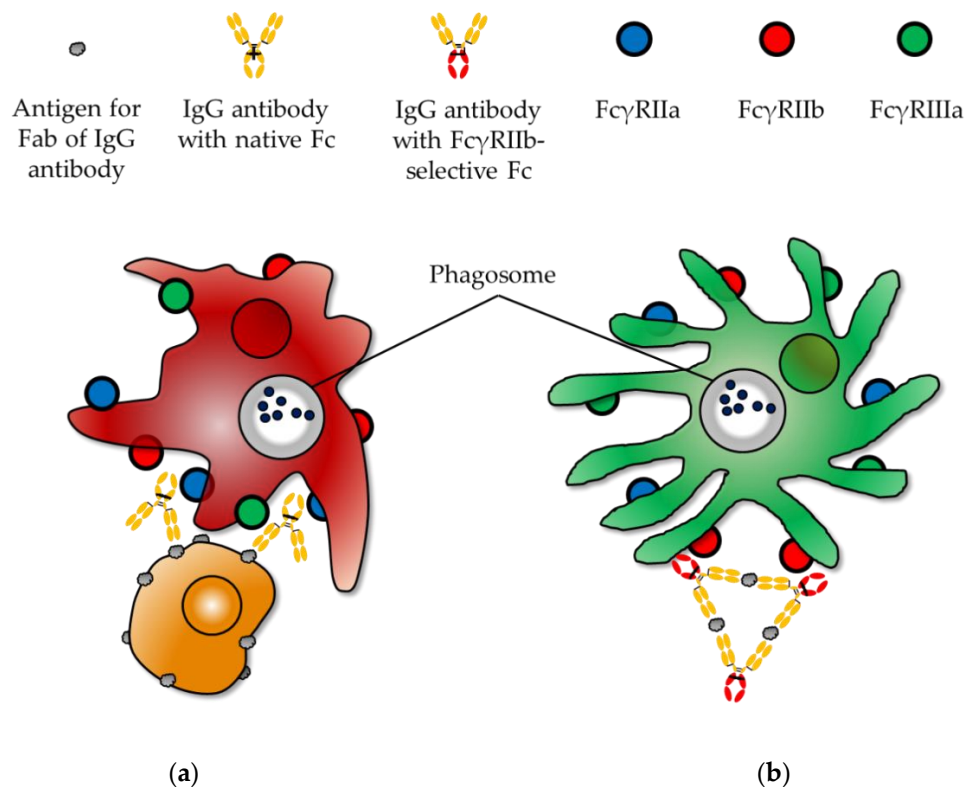 Antigen for
Fab of IgG
antibody
IgG antibody
with native Fc
IgG antibody
with FcγRIIb-
selective Fc
FcγRIIa
FcγRIIb
FcγRIIIa
Phagosome
(a)
(b)